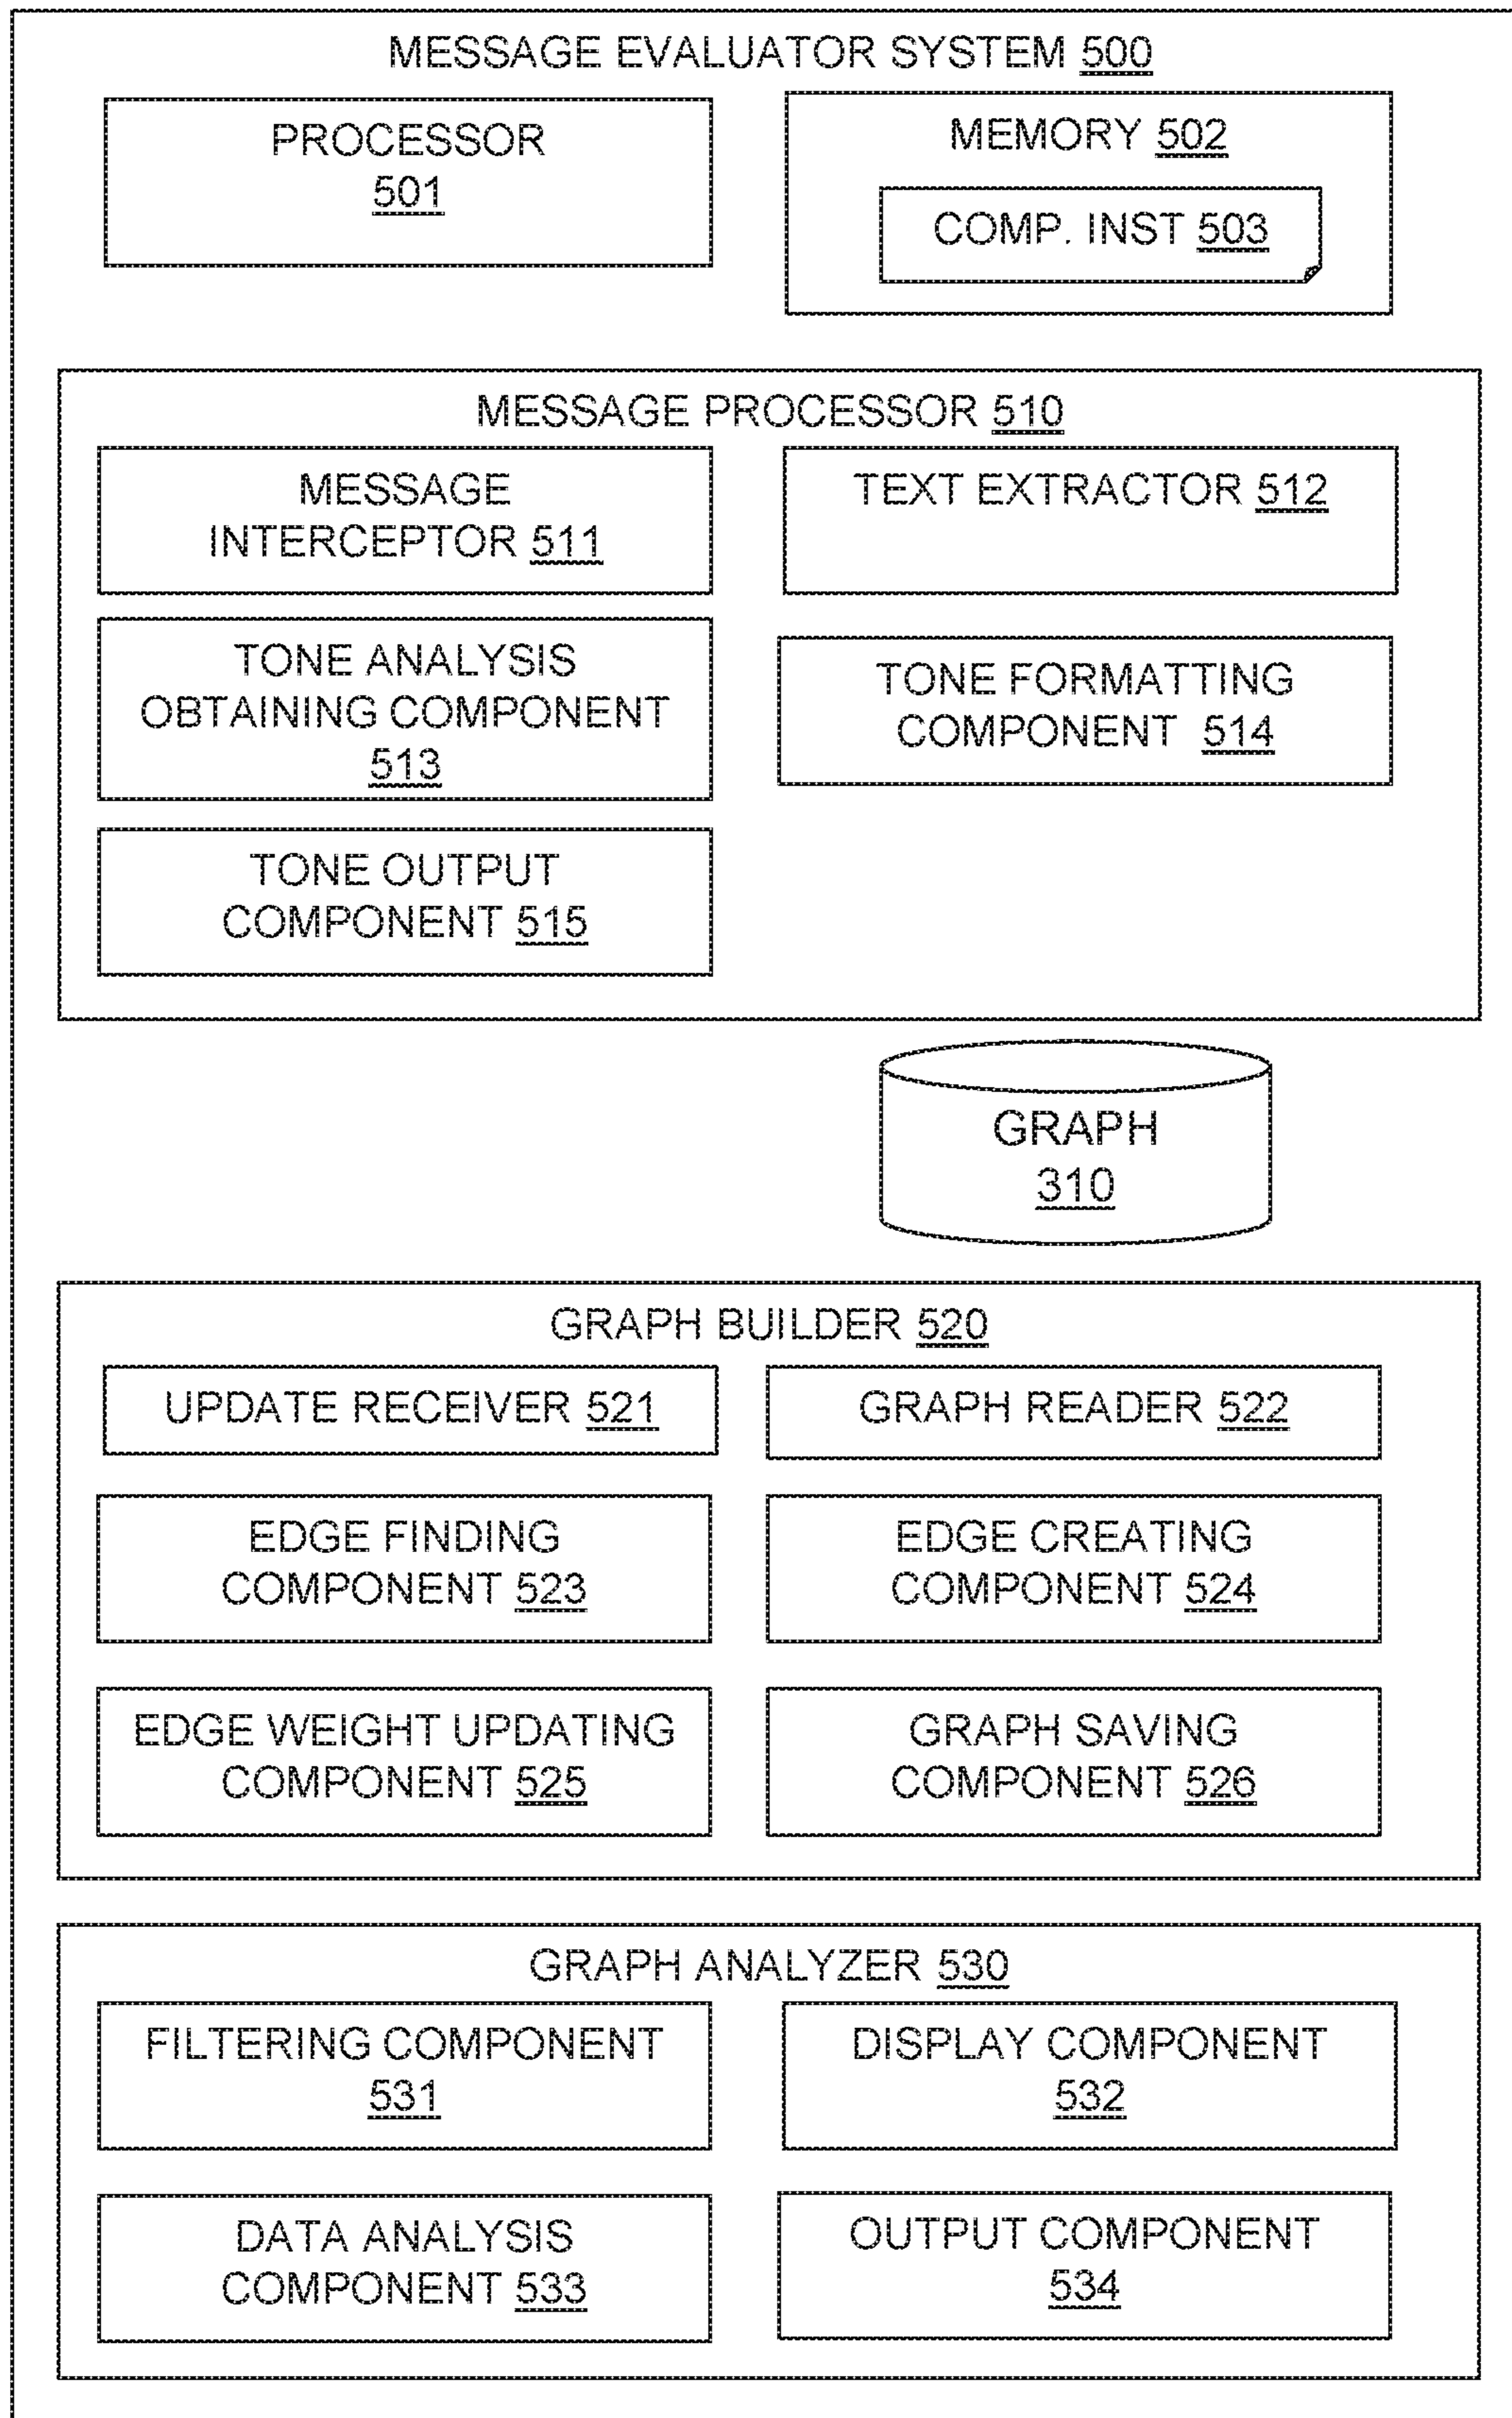 MESSAGE EVALUATOR SYSTEM 500
PROCESSOR
501
MEMORY 502
COMP. INST 503
MESSAGE PROCESSOR 510
MESSAGE
INTERCEPTOR 511
TEXT EXTRACTOR 512
TONE ANALYSIS
OBTAINING COMPONENT
513
TONE FORMATTING
COMPONENT 514
TONE OUTPUT
COMPONENT 515
GRAPH
310
GRAPH BUILDER 520
UPDATE RECEIVER 521
GRAPH READER 522
EDGE FINDING
COMPONENT 523
EDGE CREATING
COMPONENT 524
EDGE WEIGHT UPDATING
COMPONENT 525
GRAPH SAVING
COMPONENT 526
GRAPH ANALYZER 530
FILTERING COMPONENT
531
DISPLAY COMPONENT
532
DATA ANALYSIS
COMPONENT 533
OUTPUT COMPONENT
534